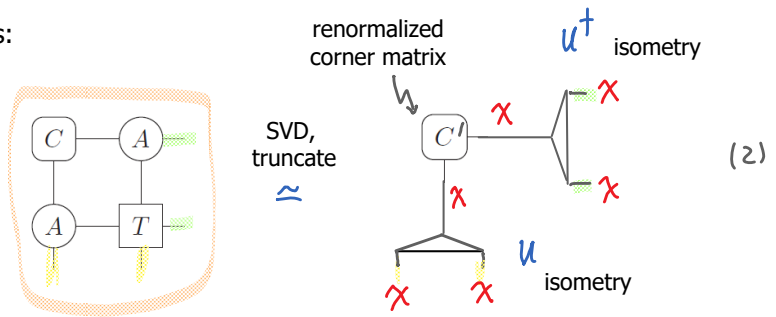 s:
renormalized
corner matrix
u†
isometry
C
A
A
T
SVD,
truncate
≃
C′
χ
χ
χ
χ
u
isometry
χ
χ
(2)